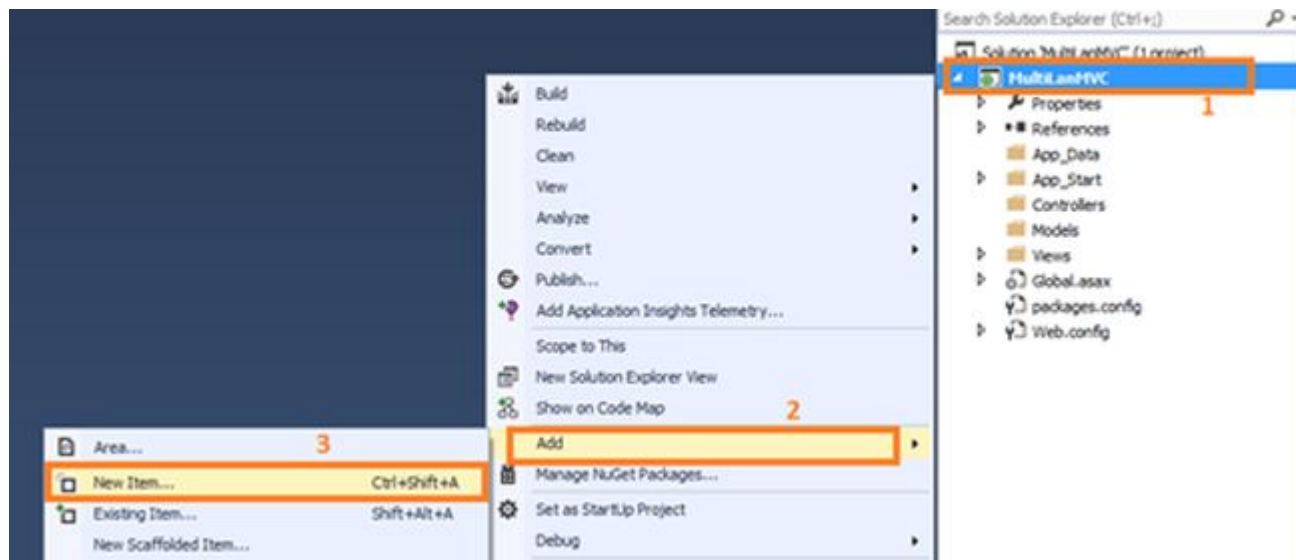 Search Solution Explorer (Ctrl+;)
Solution 'MultiLanMVC' (1 project)
MultiLanMVC
1
Properties
References
App_Data
App_Start
Controllers
Models
Views
Global.asax
packages.config
Web.config
Build
Rebuild
Clean
View
Analyze
Convert
Publish...
Add Application Insights Telemetry...
Scope to This
New Solution Explorer View
Show on Code Map
2
Add
Manage NuGet Packages...
Set as StartUp Project
Debug
3
Area...
New Item... Ctrl+Shift+A
Existing Item... Shift+Alt+A
New Scaffolded Item...